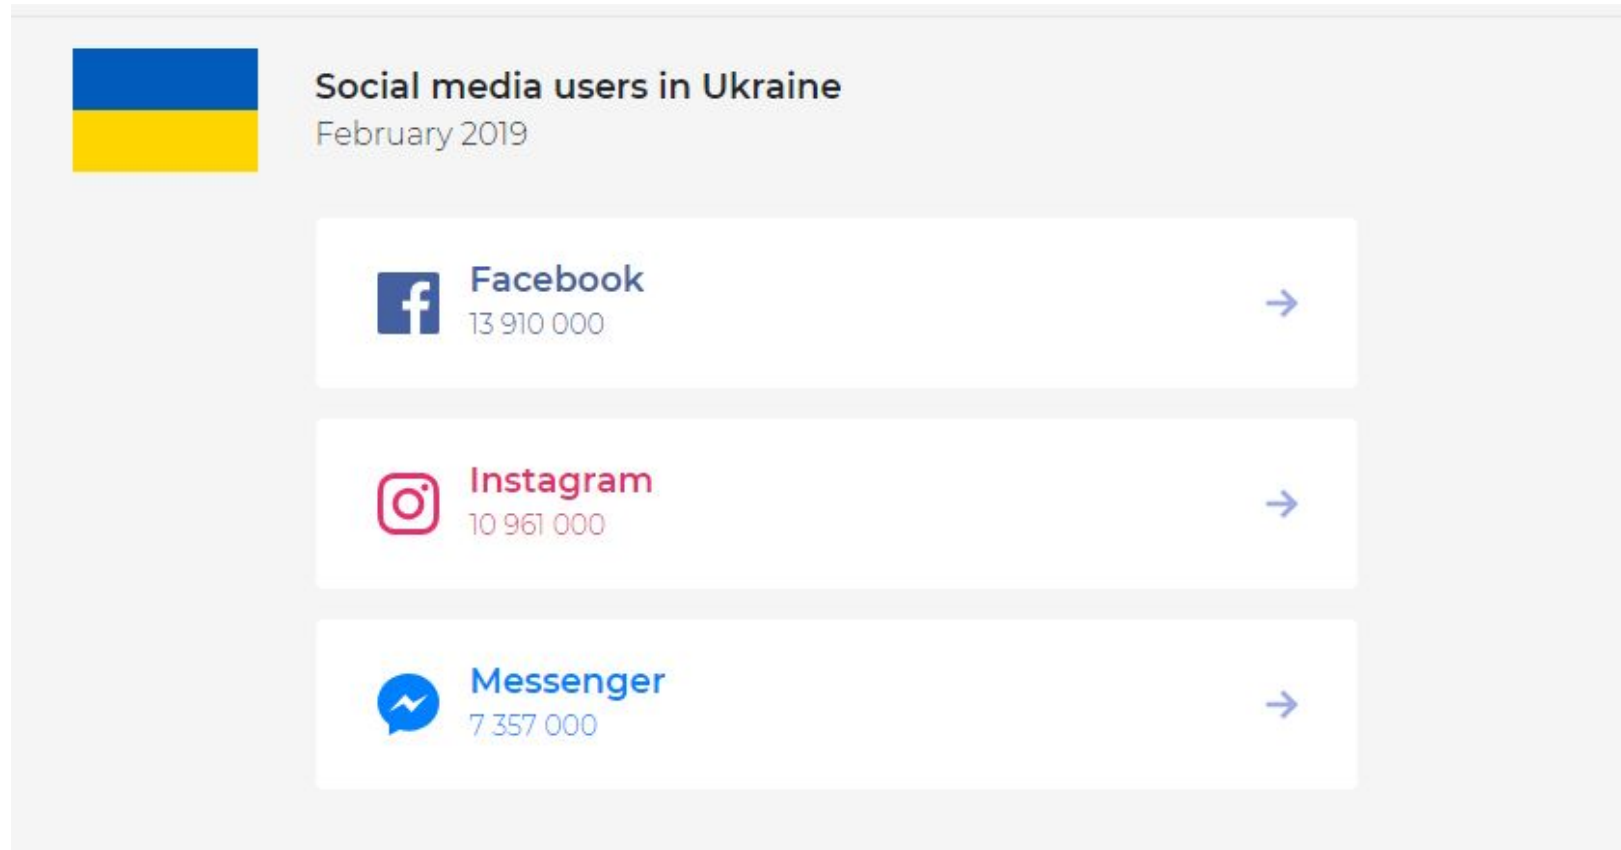 Social media users in Ukraine
February 2019
Facebook
13 910 000
Instagram
10 961 000
Messenger
7 357 000